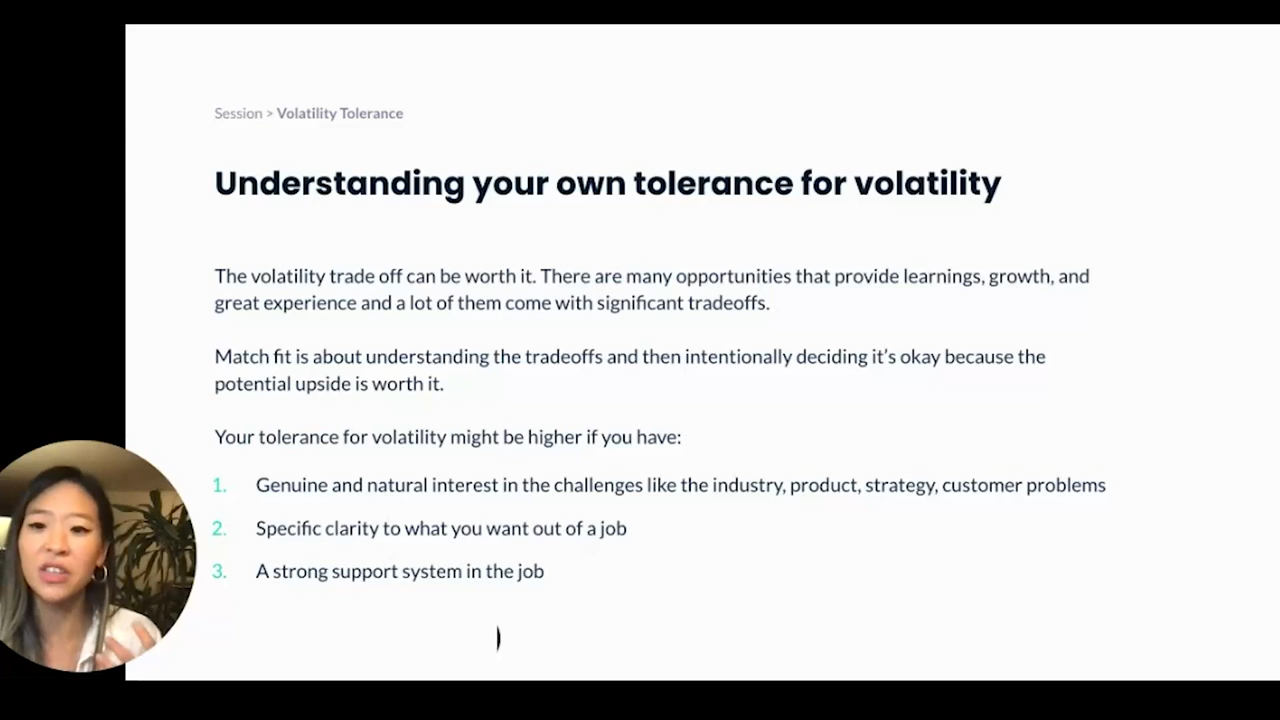 Session > Volatility Tolerance
Understanding your own tolerance for volatility
The volatility trade off can be worth it. There are many opportunities that provide learnings, growth, and
great experience and a lot of them come with significant tradeoffs.
Match fit is about understanding the tradeoffs and then intentionally deciding it’s okay because the
potential upside is worth it.
Your tolerance for volatility might be higher if you have:
1. Genuine and natural interest in the challenges like the industry, product, strategy, customer problems
2. Specific clarity to what you want out of a job
3. A strong support system in the job